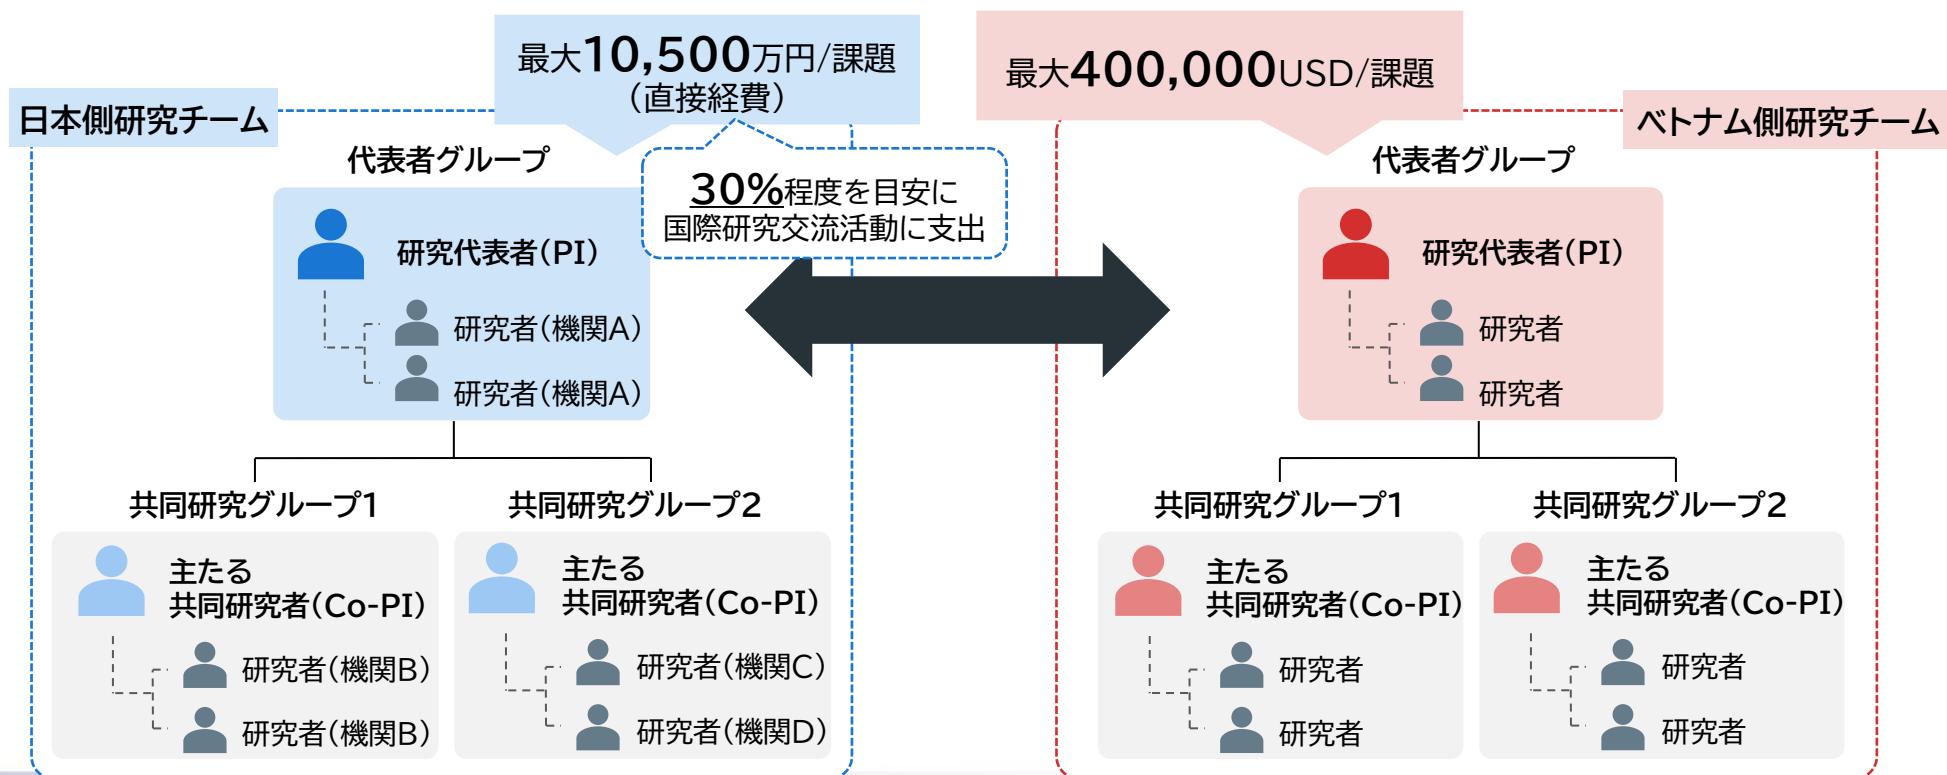 最大10,500万円/課題
（直接経費）
最大400,000USD/課題
日本側研究チーム
ベトナム側研究チーム
代表者グループ
30%程度を目安に
国際研究交流活動に支出
研究代表者(PI)
研究者(機関A)
研究者(機関A)
代表者グループ
研究代表者(PI)
研究者
研究者
共同研究グループ1
主たる
共同研究者(Co-PI)
研究者(機関B)
研究者(機関B)
共同研究グループ2
主たる
共同研究者(Co-PI)
研究者(機関C)
研究者(機関D)
共同研究グループ1
主たる
共同研究者(Co-PI)
研究者
研究者
共同研究グループ2
主たる
共同研究者(Co-PI)
研究者
研究者